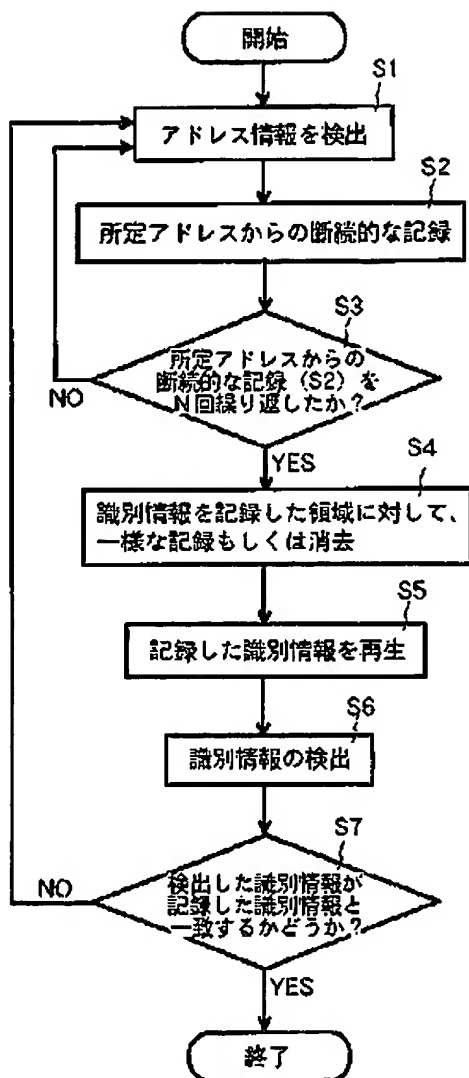 開始
S1
アドレス情報を検出
S2
所定アドレスからの断続的な記録
S3
所定アドレスからの
断続的な記録（S2）を
N回繰り返したか？
NO
YES
S4
識別情報を記録した領域に対して、
一様な記録もしくは消去
S5
記録した識別情報を再生
S6
識別情報の検出
S7
検出した識別情報が
記録した識別情報と
一致するかどうか？
NO
YES
終了